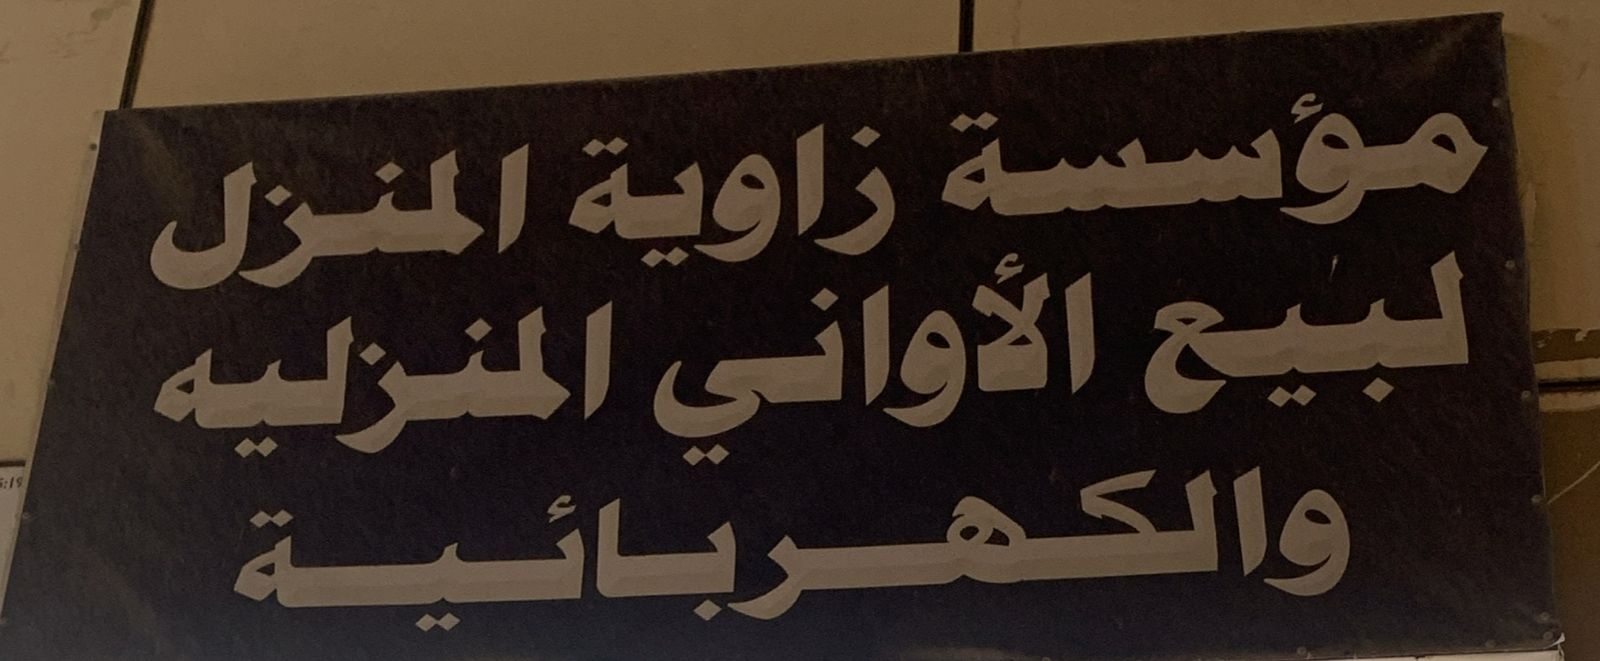 مؤسسة زاوية المنزل
لبيع الأواني المنزليه
والكهربائية